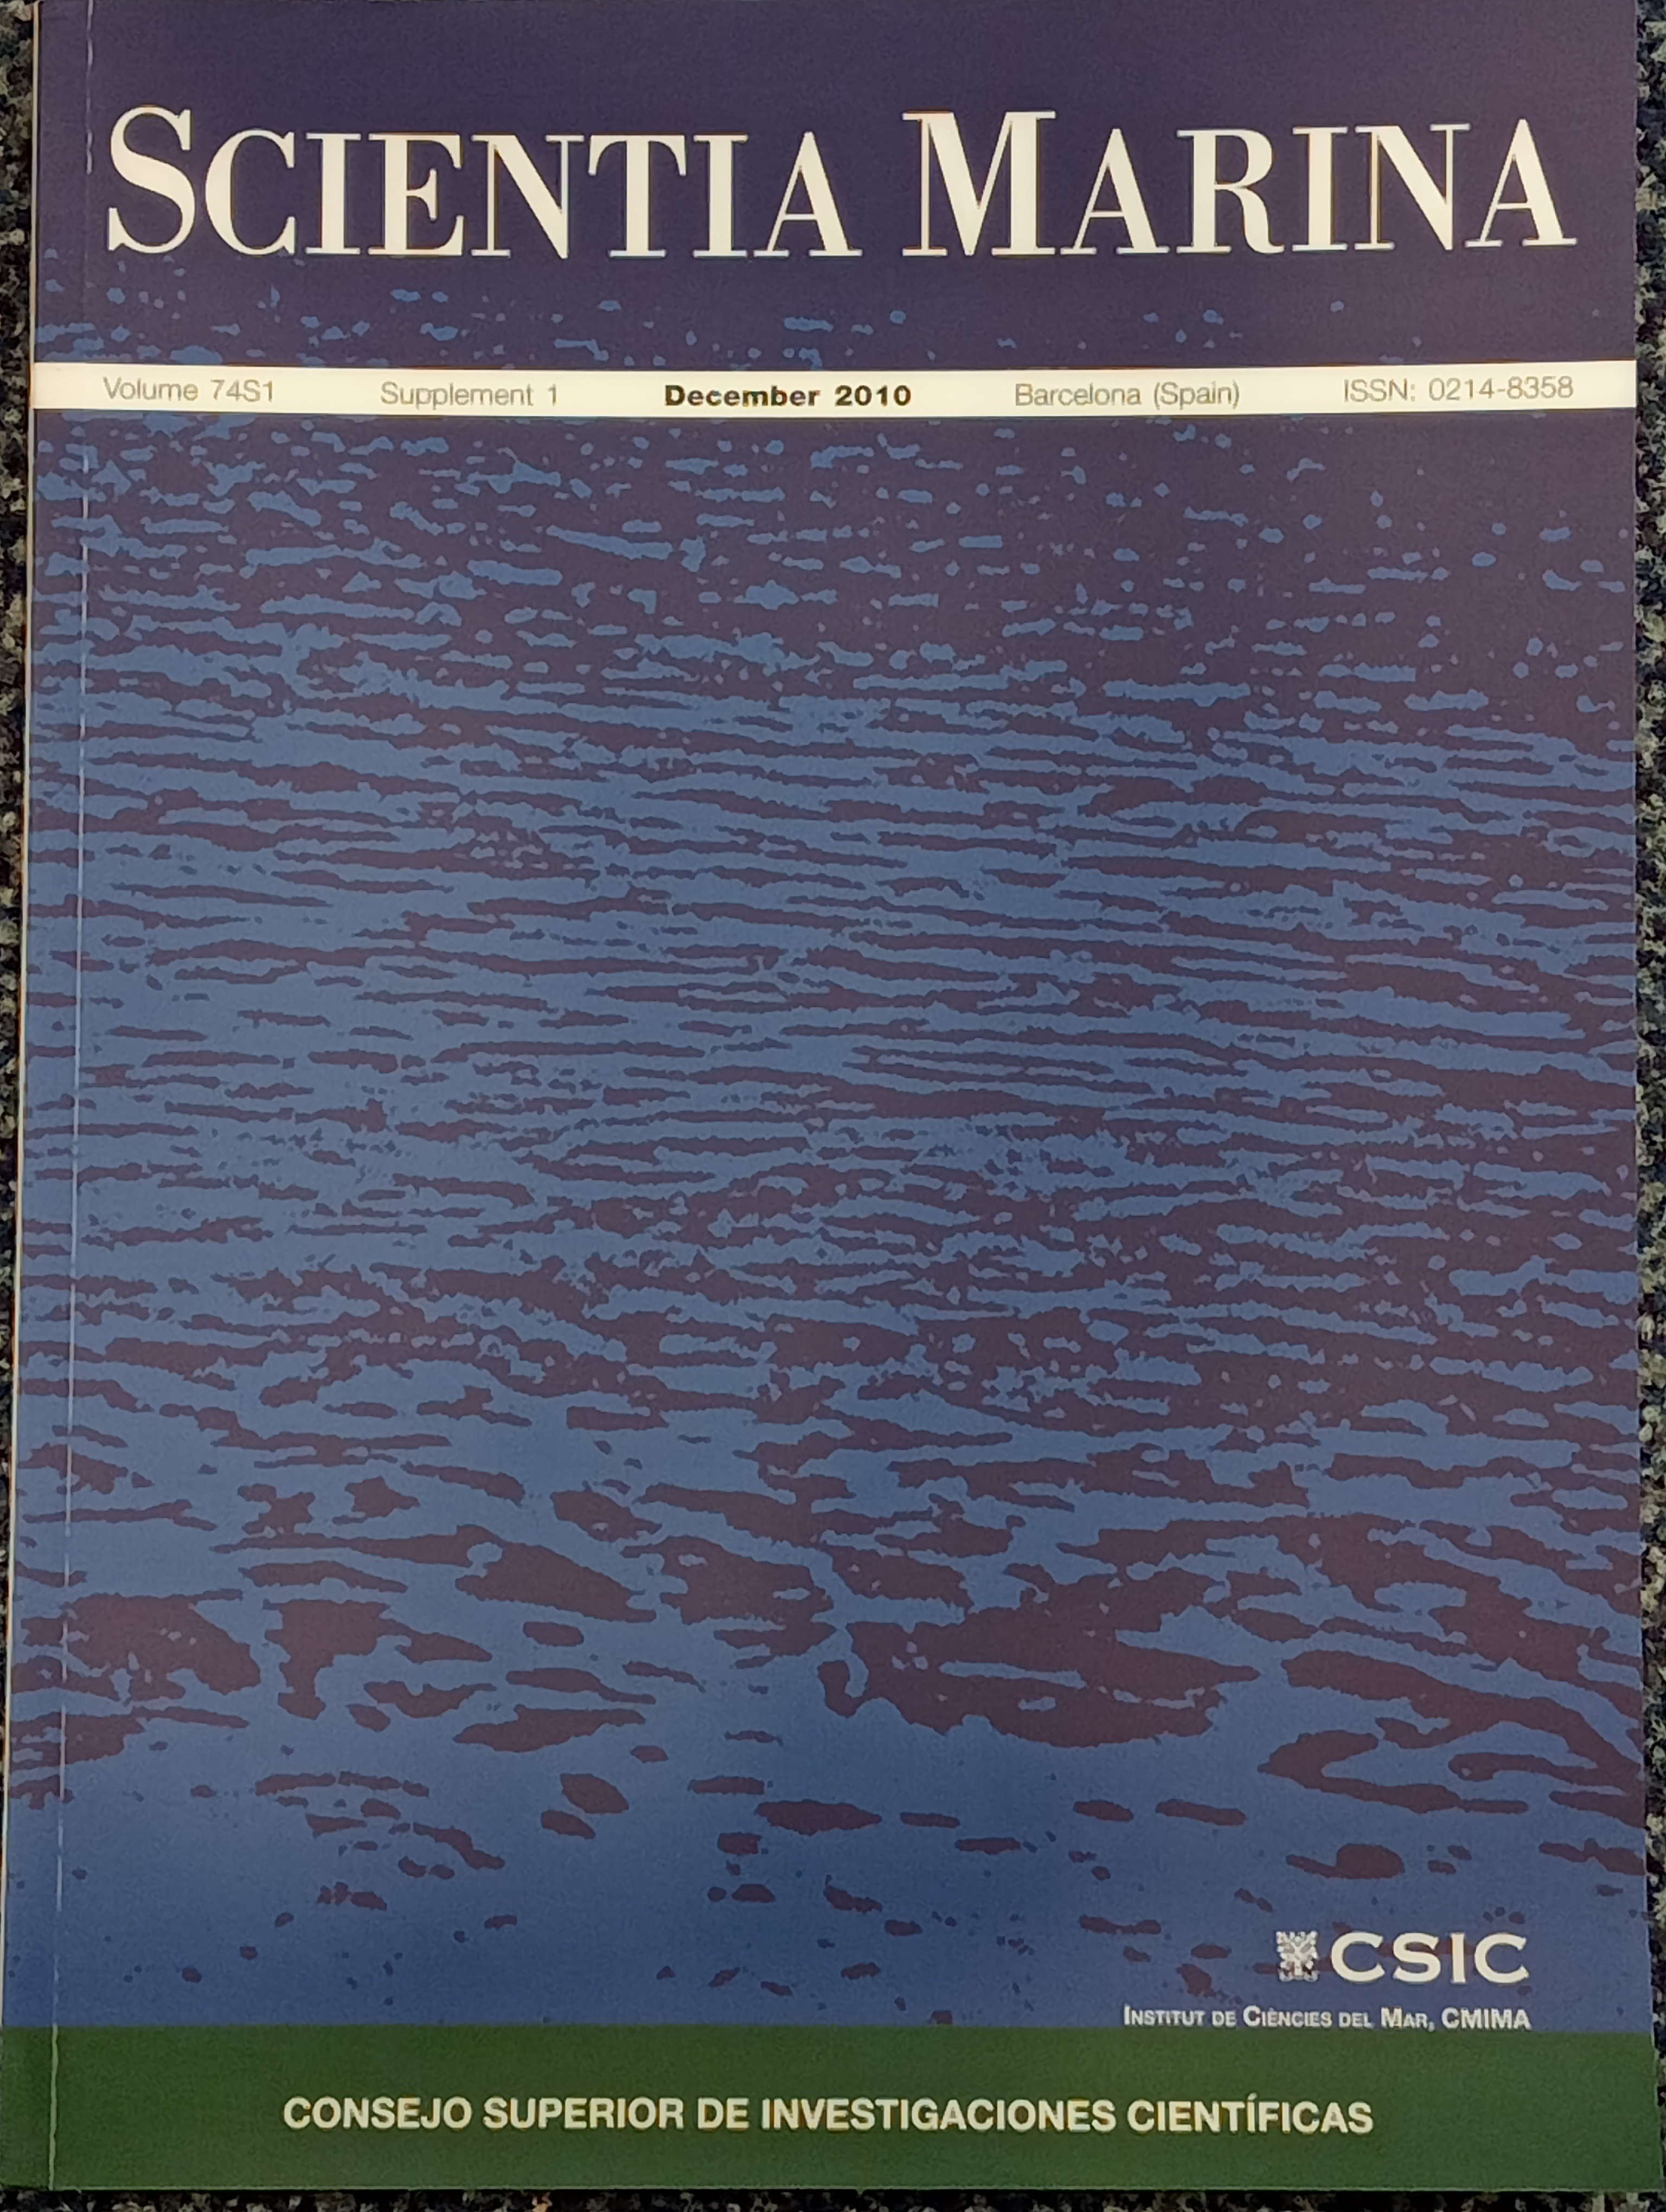 SCIENTIA MARINA
Volume 74S1 Supplement 1 December 2010 Barcelona (Spain) ISSN: 0214-8358
CSIC
INSTITUT DE CIÈNCIES DEL MAR, CMIMA
CONSEJO SUPERIOR DE INVESTIGACIONES CIENTÍFICAS